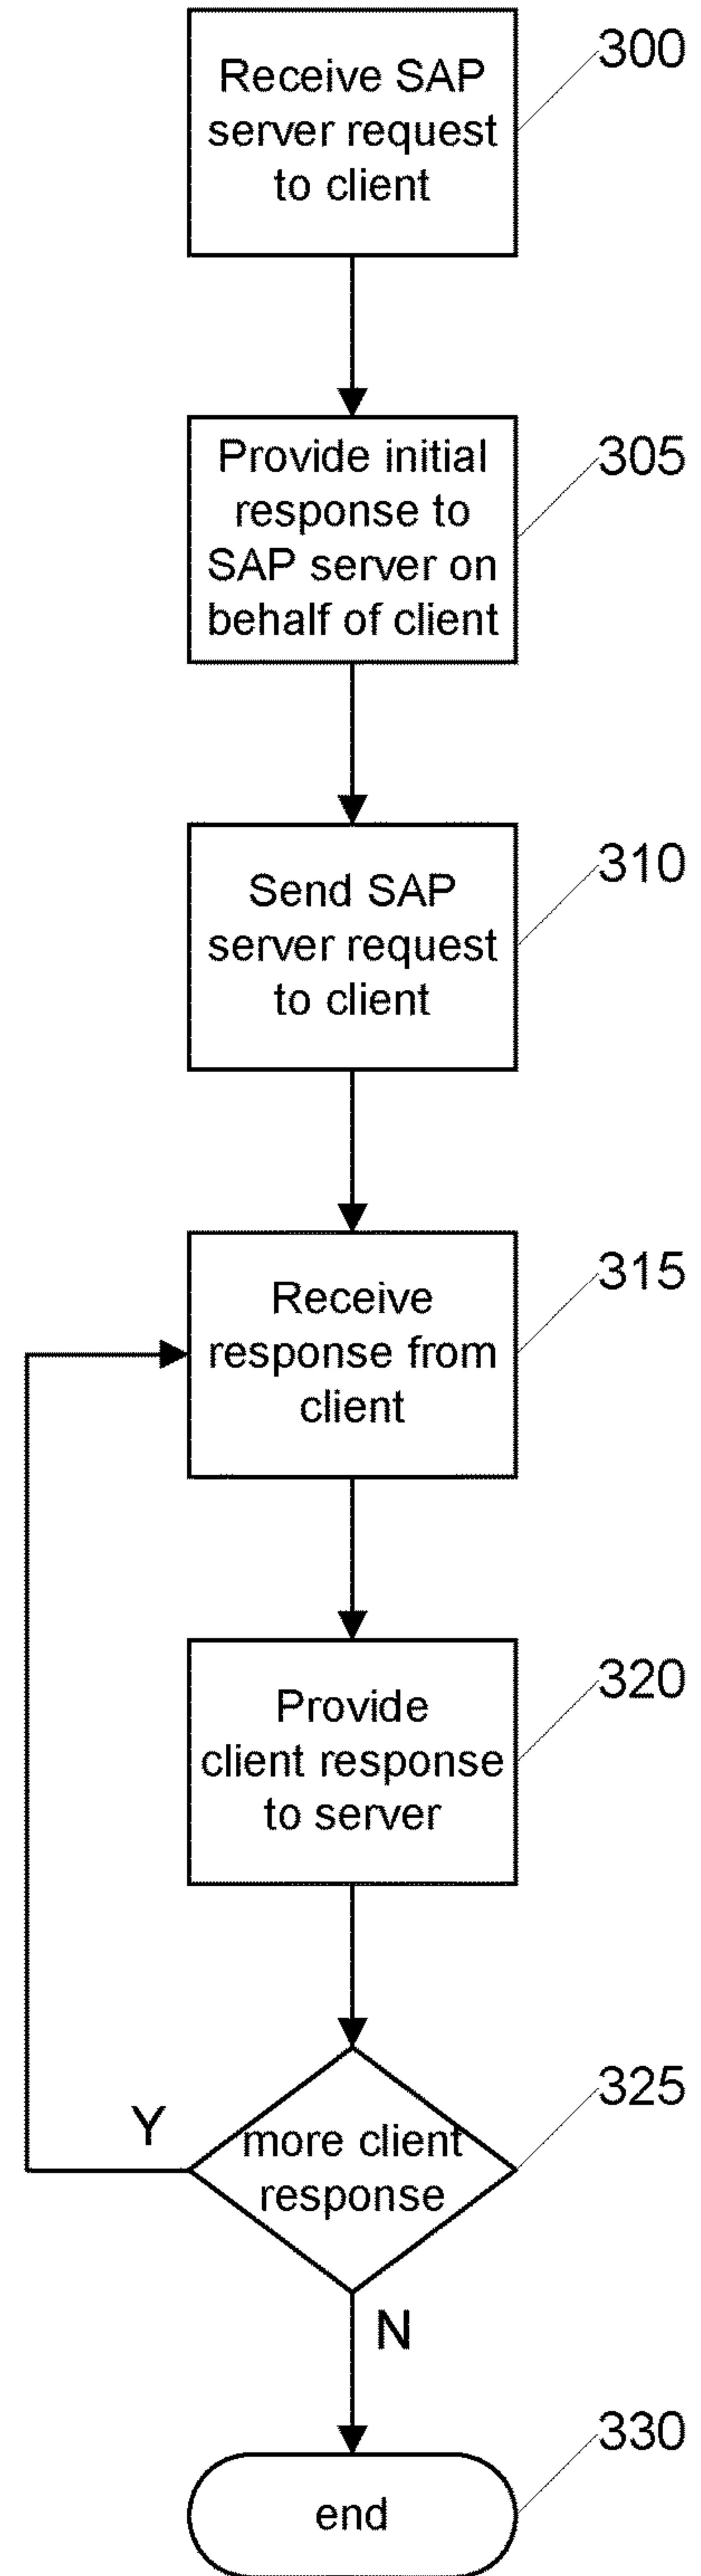 Receive SAP
server request
to client
300
Provide initial
response to
SAP server on
behalf of client
305
Send SAP
server request
to client
310
Receive
response from
client
315
Provide
client response
to server
320
more client
response
325
Y
N
end
330